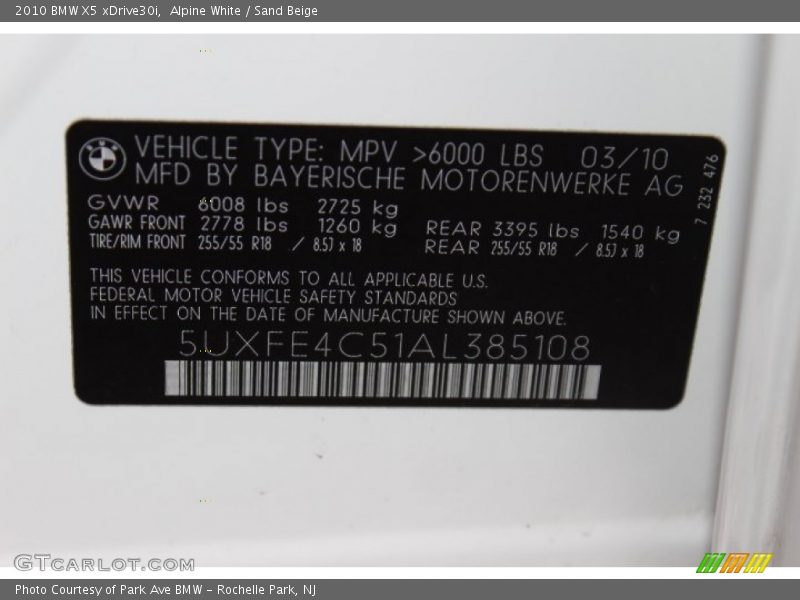 2010 BMW X5 xDrive30i, Alpine White / Sand Beige
VEHICLE TYPE: MPV >6000 LBS 03/10
MFD BY BAYERISCHE MOTORENWERKE AG
7 232 476
GVWR 6008 lbs 2725 kg
GAWR FRONT 2778 lbs 1260 kg REAR 3395 lbs 1540 kg
TIRE/RIM FRONT 255/55 R18 / 8.5J x 18 REAR 255/55 R18 / 8.5J x 18
THIS VEHICLE CONFORMS TO ALL APPLICABLE U.S.
FEDERAL MOTOR VEHICLE SAFETY STANDARDS
IN EFFECT ON THE DATE OF MANUFACTURE SHOWN ABOVE.
5UXFE4C51AL385108
GTCARLOT.COM
Photo Courtesy of Park Ave BMW - Rochelle Park, NJ